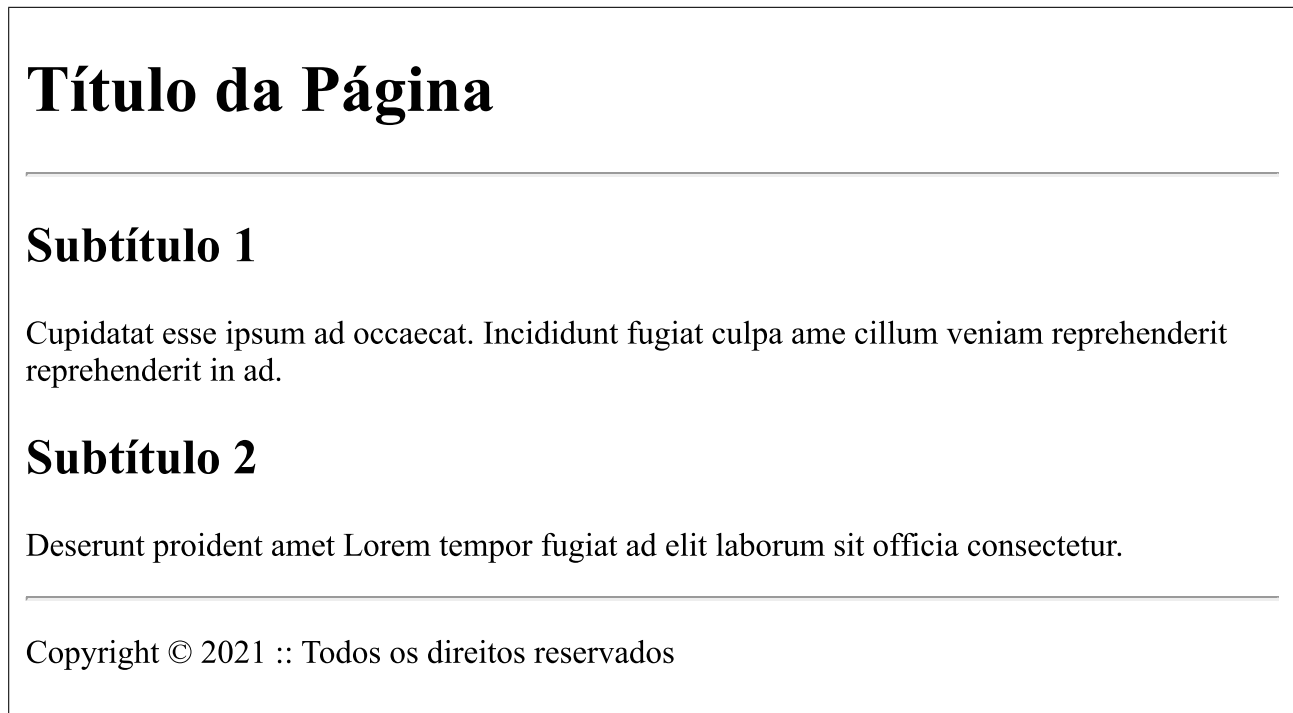 Título da Página
Subtítulo 1
Cupidatat esse ipsum ad occaecat. Incididunt fugiat culpa ame cillum veniam reprehenderit
reprehenderit in ad.
Subtítulo 2
Deserunt proident amet Lorem tempor fugiat ad elit laborum sit officia consectetur.
Copyright © 2021 :: Todos os direitos reservados